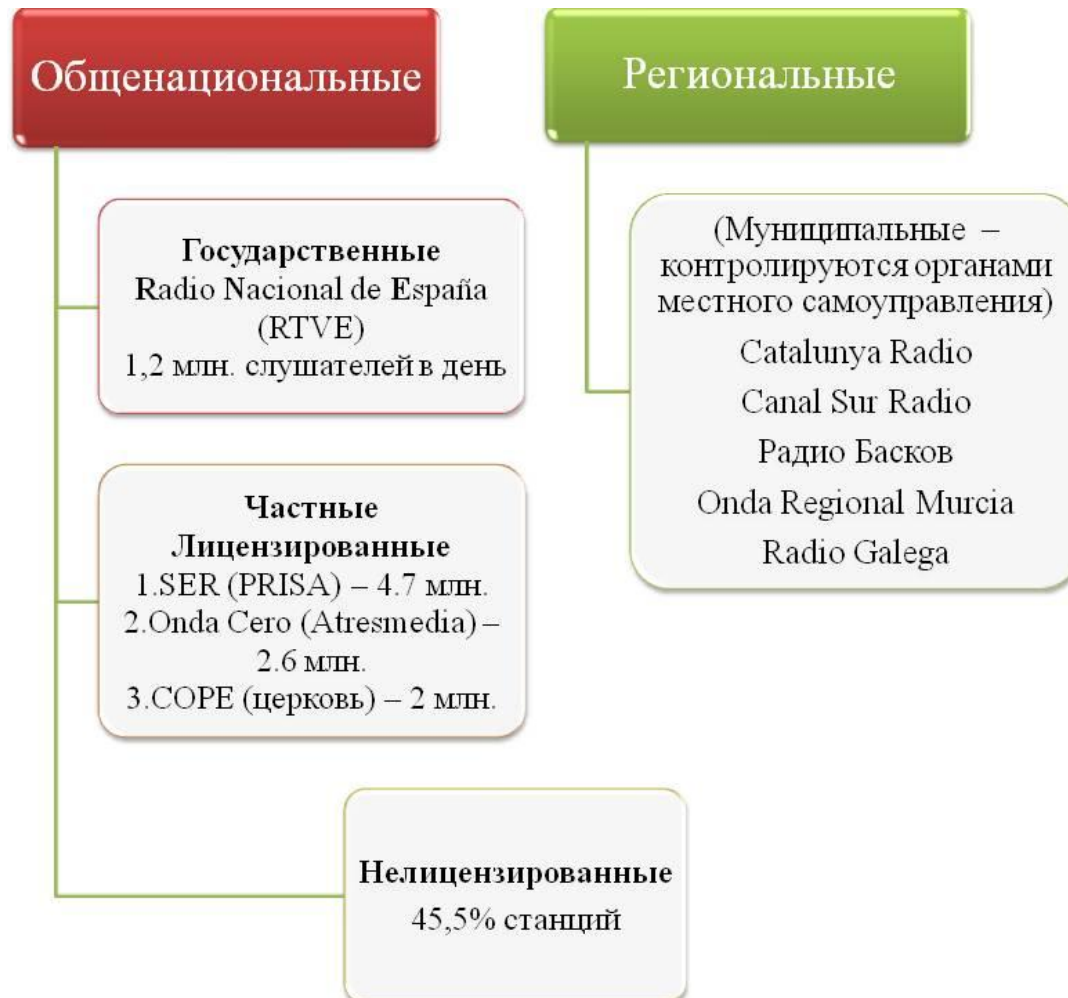 Общенациональные
Государственные
Radio Nacional de España
(RTVE)
1,2 млн. слушателей в день
Частные
Лицензированные
1.SER (PRISA) – 4.7 млн.
2.Onda Cero (Atresmedia) –
2.6 млн.
3.COPE (церковь) – 2 млн.
Нелицензированные
45,5% станций
Региональные
(Муниципальные –
контролируются органами
местного самоуправления)
Catalunya Radio
Canal Sur Radio
Радио Басков
Onda Regional Murcia
Radio Galega